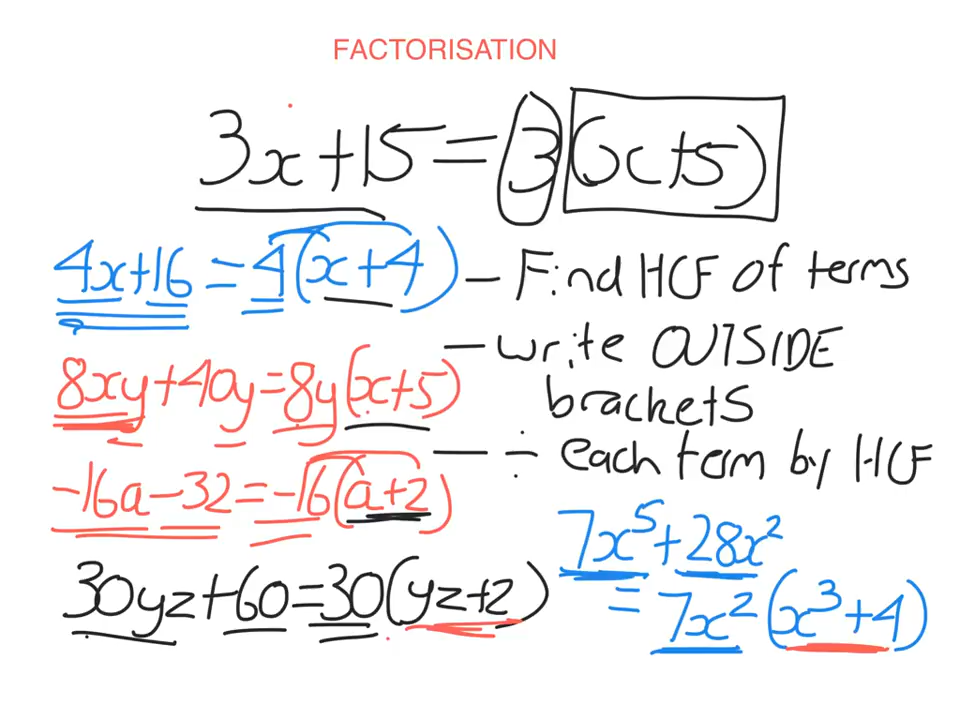 FACTORISATION
3x+15=3(x+5)
4x+16=4(x+4)
- Find HCF of terms
- write OUTSIDE
brackets
8xy+40y=8y(x+5)
- ÷ each term by HCF
-16a-32=-16(a+2)
7x⁵+28x²
=7x²(x³+4)
30yz+60=30(yz+2)